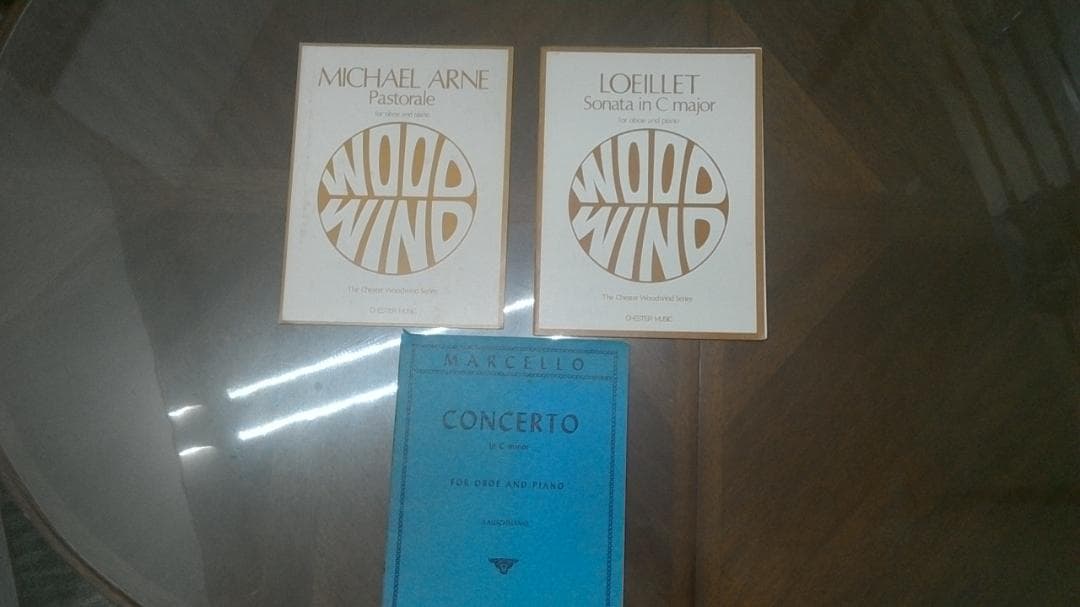 MICHAEL ARNE
Pastorale
for oboe and piano
WOOD
WIND
The Chester Woodwind Series
CHESTER MUSIC
LOEILLET
Sonata in C major
for oboe and piano
WOOD
WIND
The Chester Woodwind Series
CHESTER MUSIC
MARCELLO
CONCERTO
in C minor
FOR OBOE AND PIANO